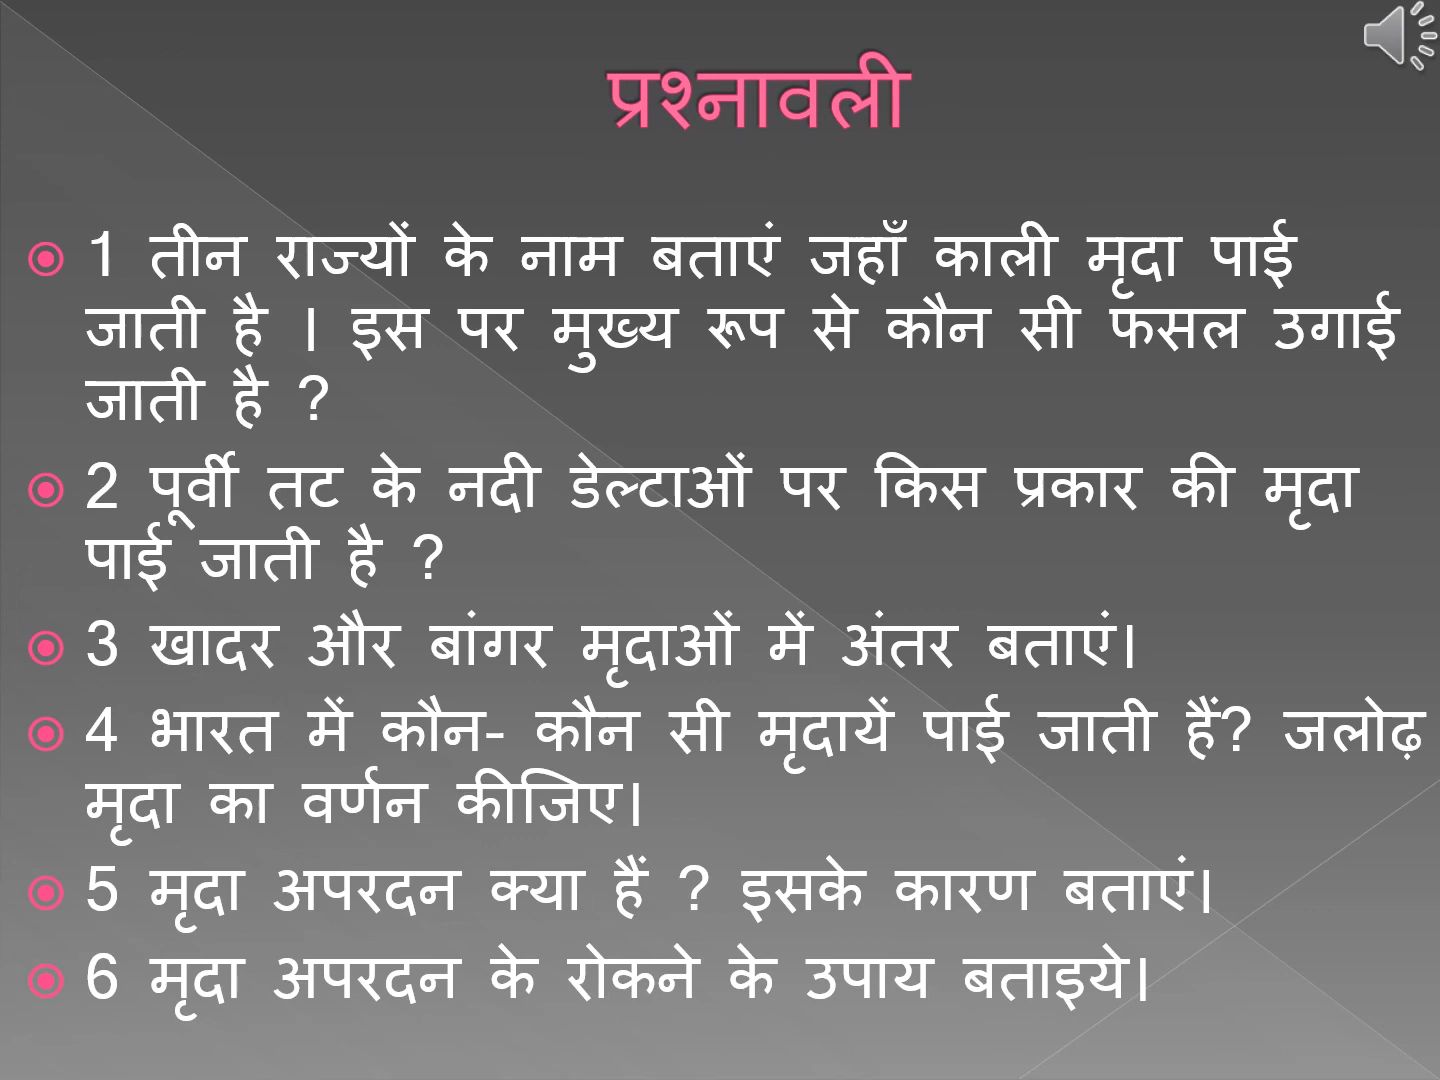 प्रश्नावली
1 तीन राज्यों के नाम बताएं जहाँ काली मृदा पाई
जाती है । इस पर मुख्य रूप से कौन सी फसल उगाई
जाती है ?
2 पूर्वी तट के नदी डेल्टाओं पर किस प्रकार की मृदा
पाई जाती है ?
3 खादर और बांगर मृदाओं में अंतर बताएं।
4 भारत में कौन- कौन सी मृदायें पाई जाती हैं? जलोढ़
मृदा का वर्णन कीजिए।
5 मृदा अपरदन क्या हैं ? इसके कारण बताएं।
6 मृदा अपरदन के रोकने के उपाय बताइये।